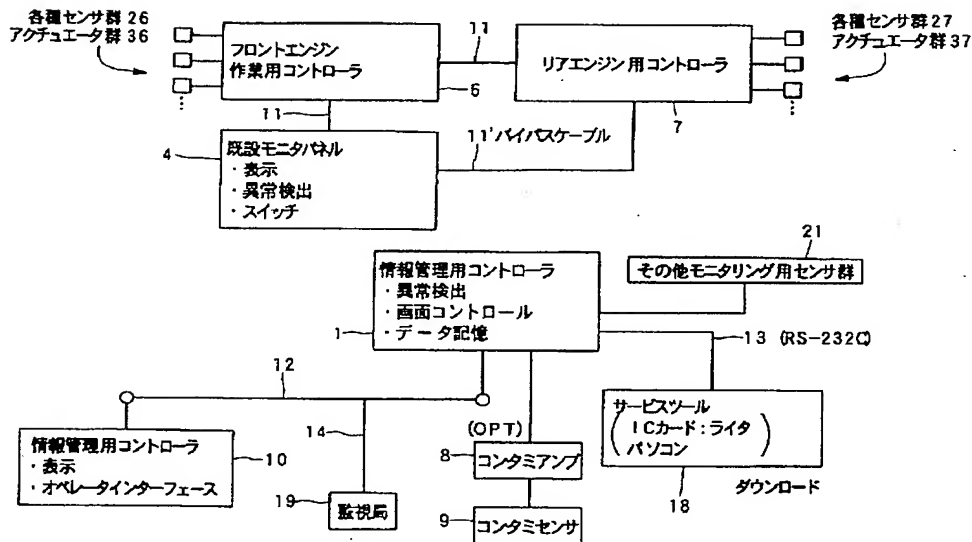 各種センサ群26
アクチュエータ群36
フロントエンジン
作業用コントローラ
11
リアエンジン用コントローラ
各種センサ群27
アクチュエータ群37
6
7
11
11'バイパスケーブル
4
既設モニタパネル
・表示
・異常検出
・スイッチ
21
その他モニタリング用センサ群
情報管理用コントローラ
・異常検出
・画面コントロール
・データ記憶
1
13 (RS-232C)
12
サービスツール
ICカード:ライタ
パソコン
18
ダウンロード
14
(OPT)
情報管理用コントローラ
・表示
・オペレータインターフェース
10
8
コンタミアンプ
19
監視局
9
コンタミセンサ